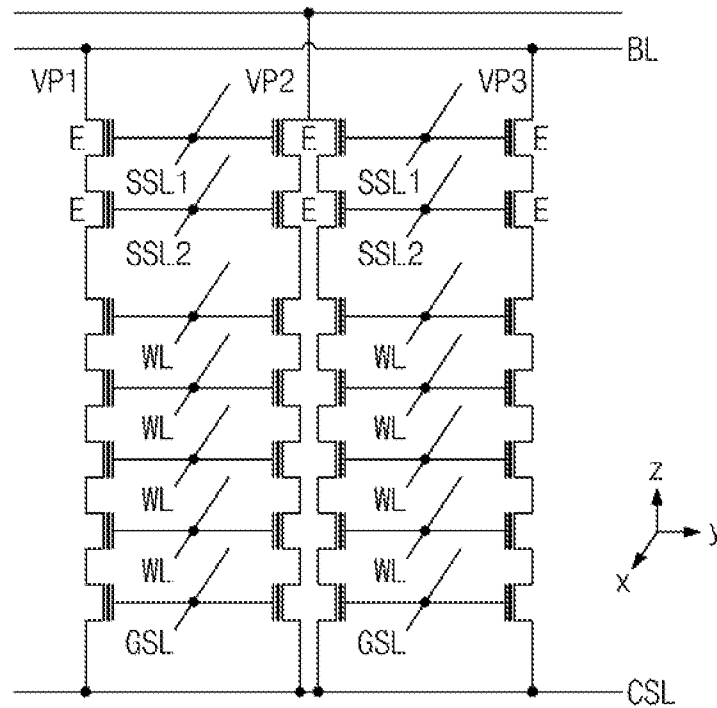 BL
VP1 VP2 VP3
E E E
SSL1 SSL1
E E E
SSL2 SSL2
WL WL
WL WL
WL WL
z
y
x
WL WL
GSL GSL
CSL